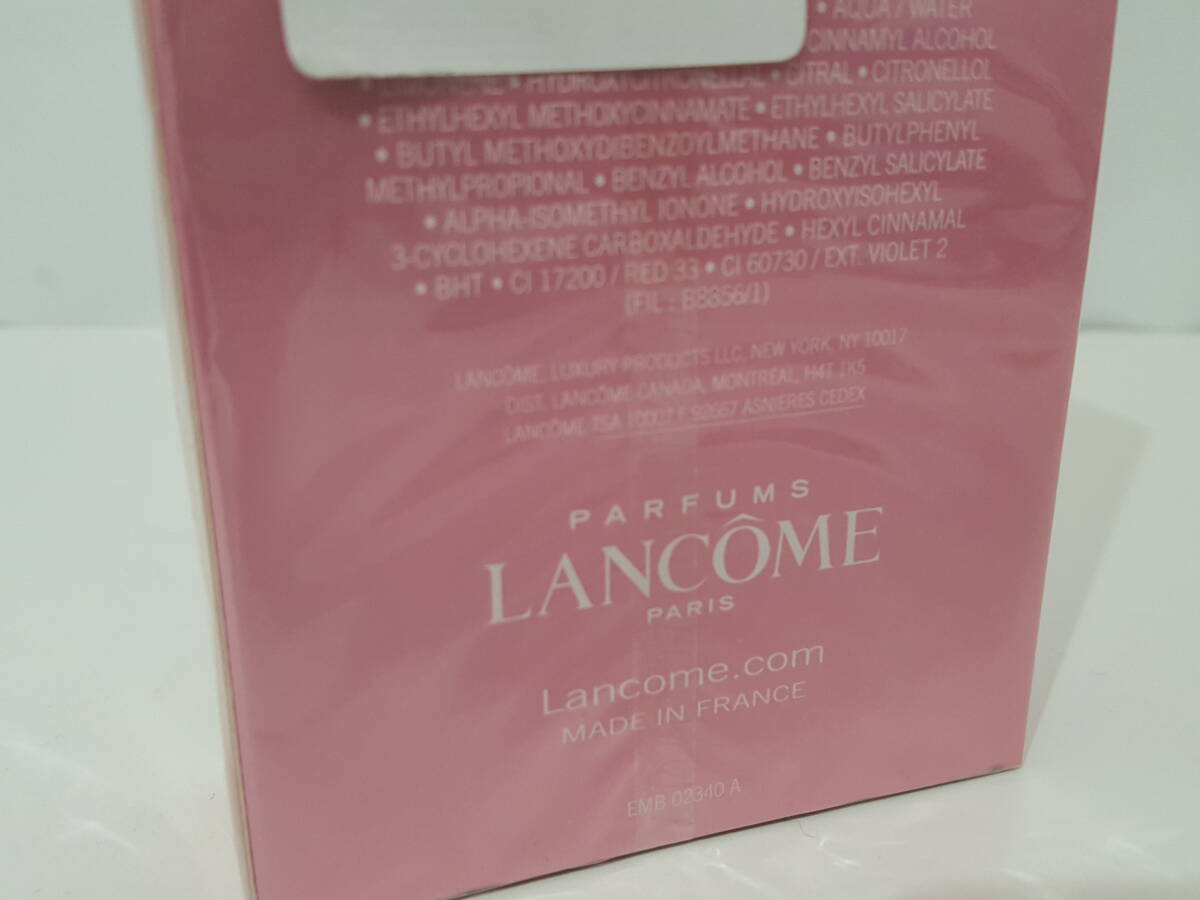 • AQUA / WATER
CINNAMYL ALCOHOL
• HYDROXYCITRONELLAL • CITRAL • CITRONELLOL
• ETHYLHEXYL METHOXYCINNAMATE • ETHYLHEXYL SALICYLATE
• BUTYL METHOXYDIBENZOYLMETHANE • BUTYLPHENYL
METHYLPROPIONAL • BENZYL ALCOHOL • BENZYL SALICYLATE
• ALPHA-ISOMETHYL IONONE • HYDROXYISOHEXYL
3-CYCLOHEXENE CARBOXALDEHYDE • HEXYL CINNAMAL
• BHT • CI 17200 / RED 33 • CI 60730 / EXT. VIOLET 2
(FIL : B8856/1)
LANCÔME, LUXURY PRODUCTS LLC, NEW YORK, NY 10017
DIST. LANCÔME CANADA, MONTREAL, H4T 1K5
LANCÔME TSA 10007 F 92667 ASNIERES CEDEX
PARFUMS
LANCÔME
PARIS
Lancome.com
MADE IN FRANCE
EMB 02340 A